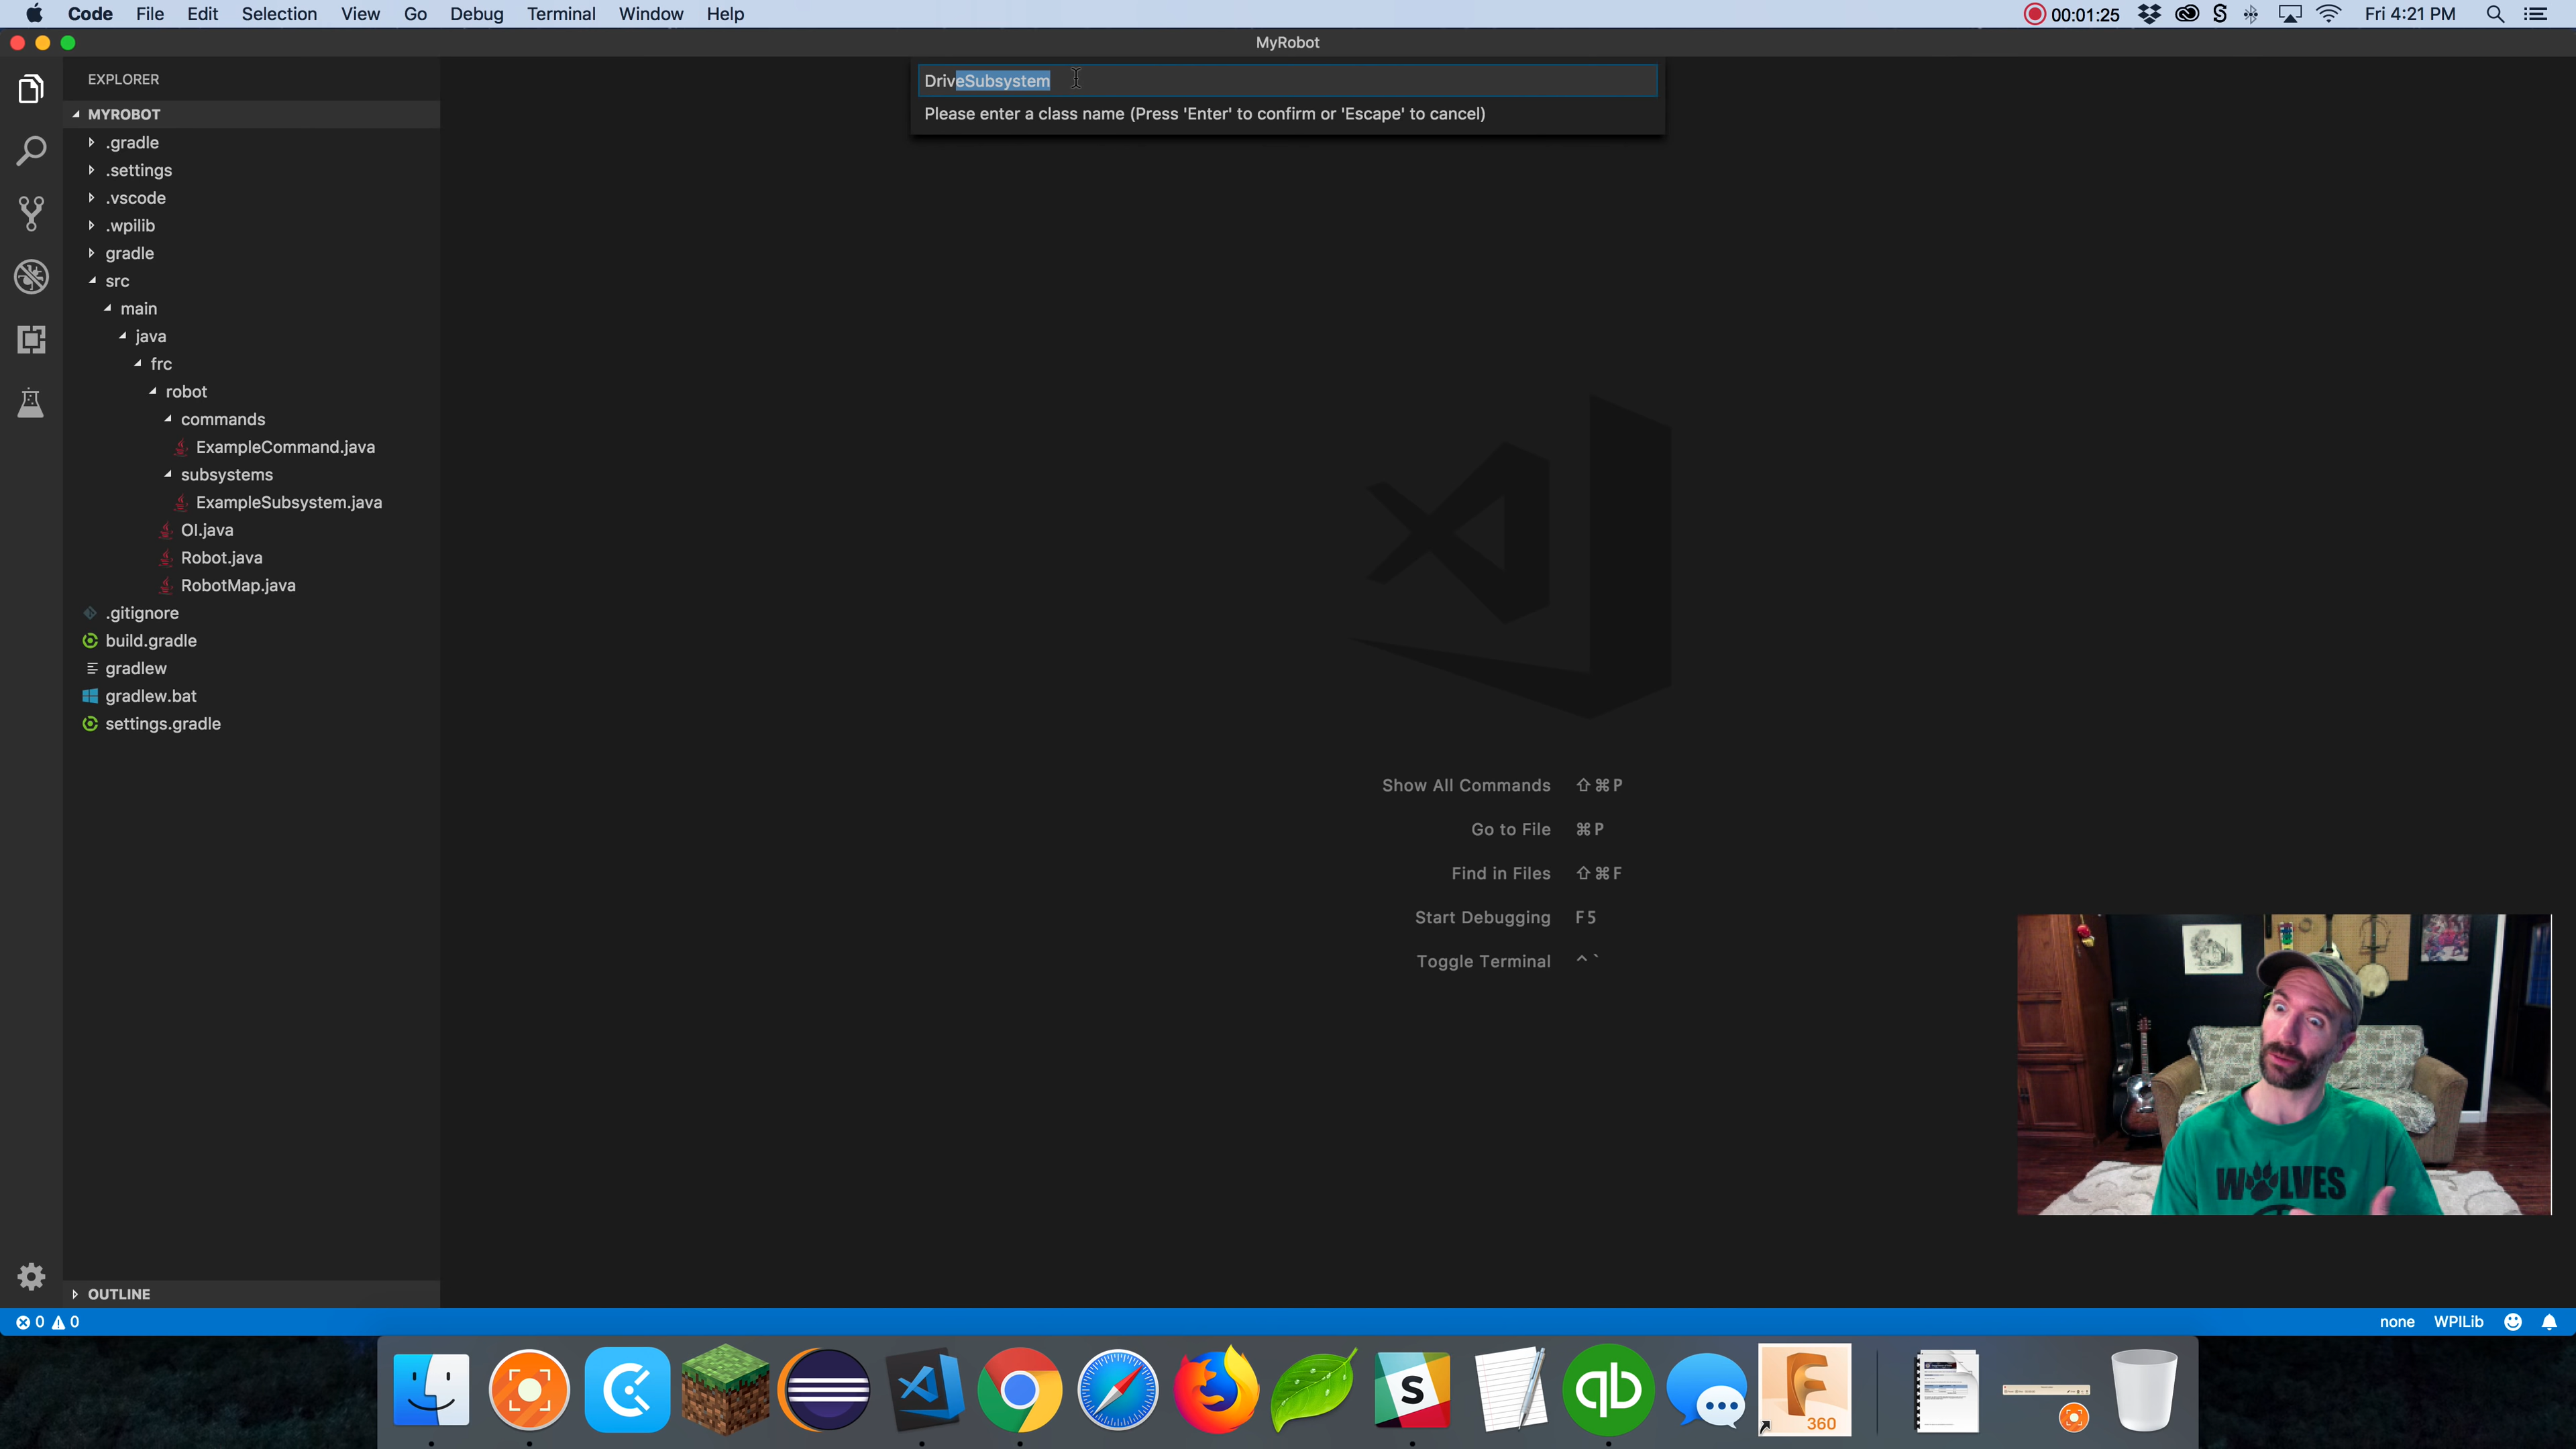 Code File Edit Selection View Go Debug Terminal Window Help
00:01:25 Fri 4:21 PM
MyRobot
EXPLORER
MYROBOT
.gradle
.settings
.vscode
.wpilib
gradle
src
main
java
frc
robot
commands
ExampleCommand.java
subsystems
ExampleSubsystem.java
OI.java
Robot.java
RobotMap.java
.gitignore
build.gradle
gradlew
gradlew.bat
settings.gradle
OUTLINE
DriveSubsystem
Please enter a class name (Press 'Enter' to confirm or 'Escape' to cancel)
Show All Commands ⇧⌘P
Go to File ⌘P
Find in Files ⇧⌘F
Start Debugging F5
Toggle Terminal ^`
WOLVES
0 0
none WPILib
S
qb
F
360